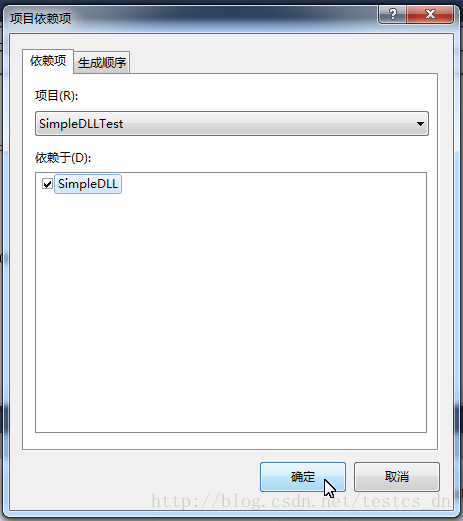 项目依赖项
依赖项 生成顺序
项目(R):
SimpleDLLTest
依赖于(D):
SimpleDLL
确定 取消
http://blog.csdn.net/testcs_dn